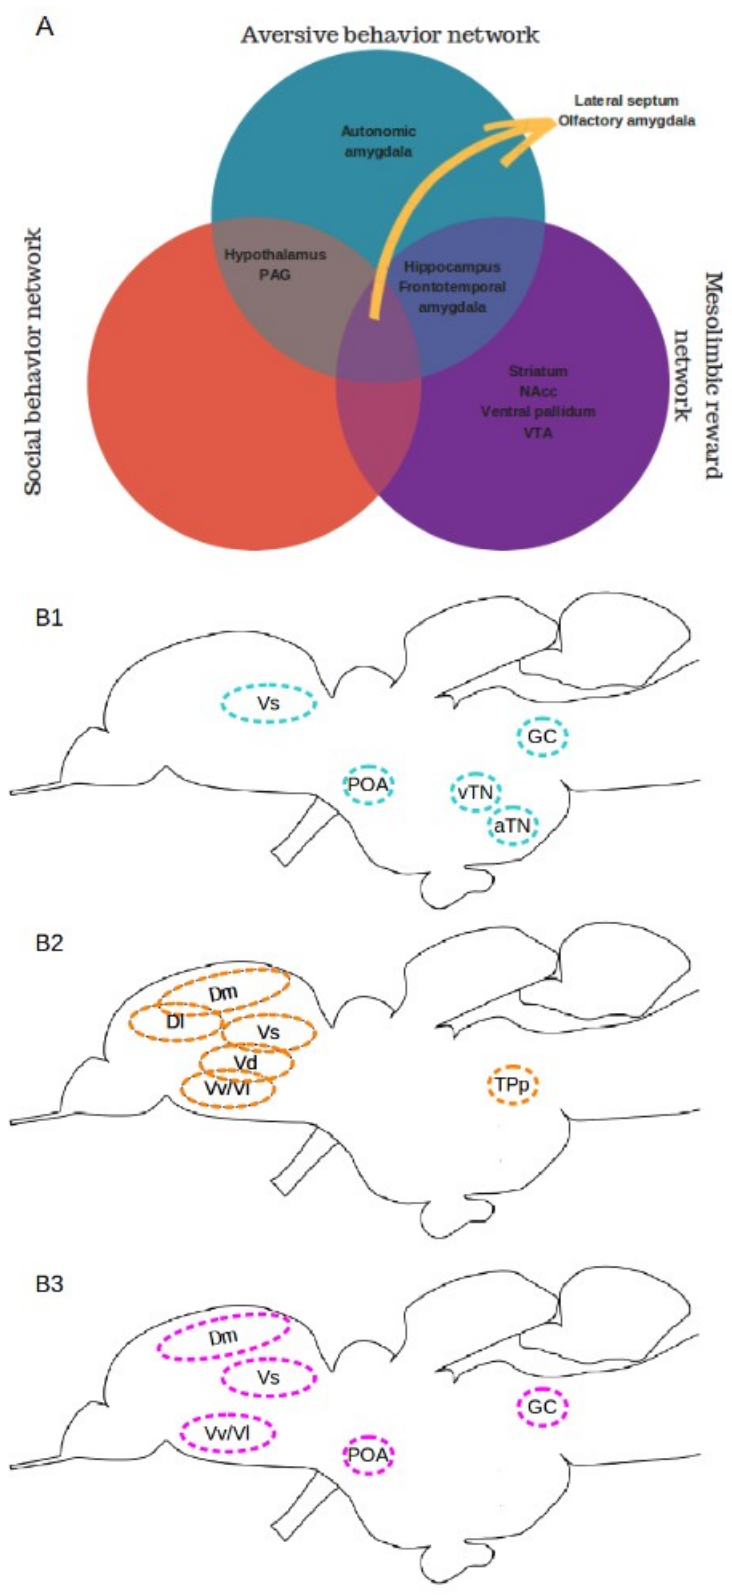 A
Aversive behavior network
Lateral septum
Olfactory amygdala
Autonomic
amygdala
Hypothalamus
PAG
Hippocampus
Frontotemporal
amygdala
Social behavior network
Mesolimbic reward
network
Striatum
NAcc
Ventral pallidum
VTA
B1
Vs
GC
POA
vTN
aTN
B2
Dm
Dl
Vs
Vd
Vv/Vl
TPp
B3
Dm
Vs
GC
Vv/Vl
POA